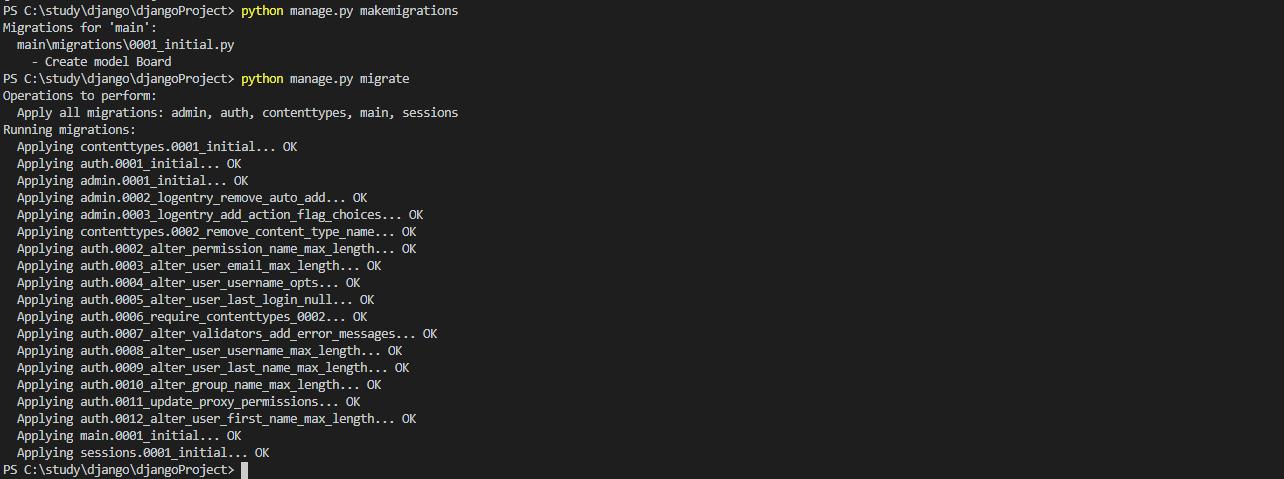 PS C:\study\django\djangoProject> python manage.py makemigrations
Migrations for 'main':
  main\migrations\0001_initial.py
    - Create model Board
PS C:\study\django\djangoProject> python manage.py migrate
Operations to perform:
  Apply all migrations: admin, auth, contenttypes, main, sessions
Running migrations:
  Applying contenttypes.0001_initial... OK
  Applying auth.0001_initial... OK
  Applying admin.0001_initial... OK
  Applying admin.0002_logentry_remove_auto_add... OK
  Applying admin.0003_logentry_add_action_flag_choices... OK
  Applying contenttypes.0002_remove_content_type_name... OK
  Applying auth.0002_alter_permission_name_max_length... OK
  Applying auth.0003_alter_user_email_max_length... OK
  Applying auth.0004_alter_user_username_opts... OK
  Applying auth.0005_alter_user_last_login_null... OK
  Applying auth.0006_require_contenttypes_0002... OK
  Applying auth.0007_alter_validators_add_error_messages... OK
  Applying auth.0008_alter_user_username_max_length... OK
  Applying auth.0009_alter_user_last_name_max_length... OK
  Applying auth.0010_alter_group_name_max_length... OK
  Applying auth.0011_update_proxy_permissions... OK
  Applying auth.0012_alter_user_first_name_max_length... OK
  Applying main.0001_initial... OK
  Applying sessions.0001_initial... OK
PS C:\study\django\djangoProject>